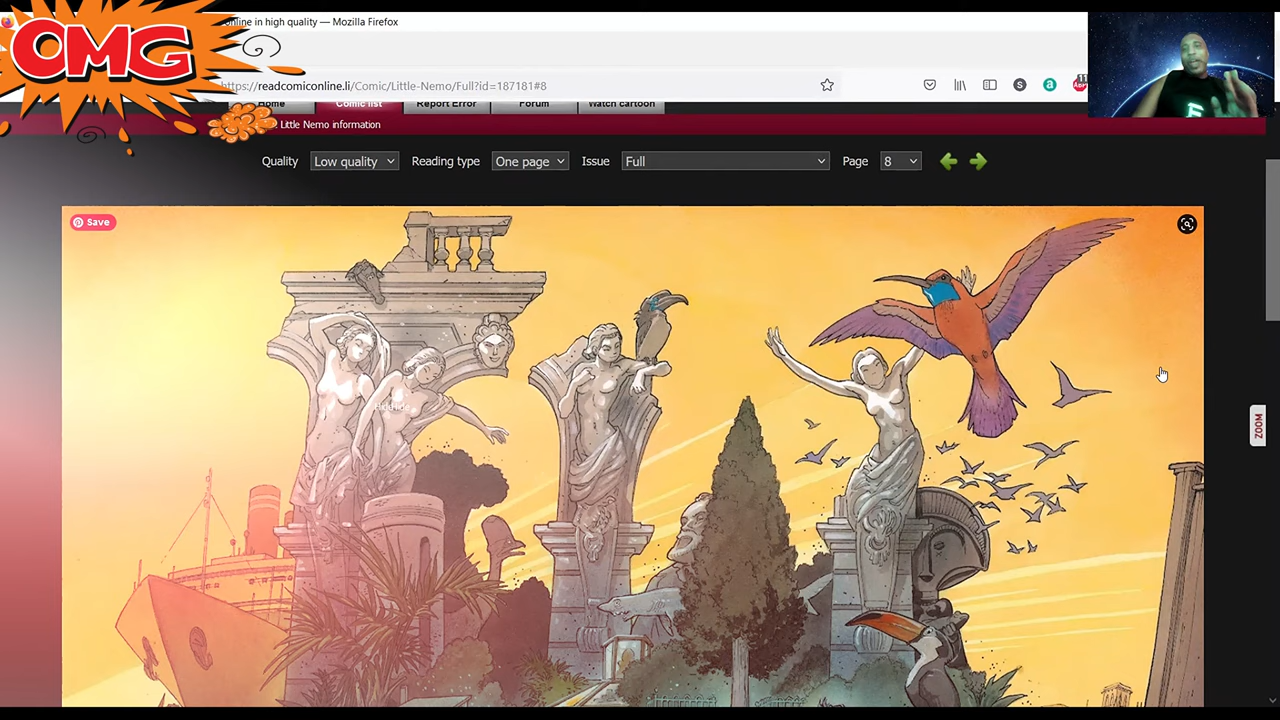 online in high quality — Mozilla Firefox
OMG
https://readcomiconline.li/Comic/Little-Nemo/Full?id=187181#8
Home Comic list Report Error Forum Watch cartoon
Little Nemo information
Quality Low quality Reading type One page Issue Full Page 8
Save
ZOOM